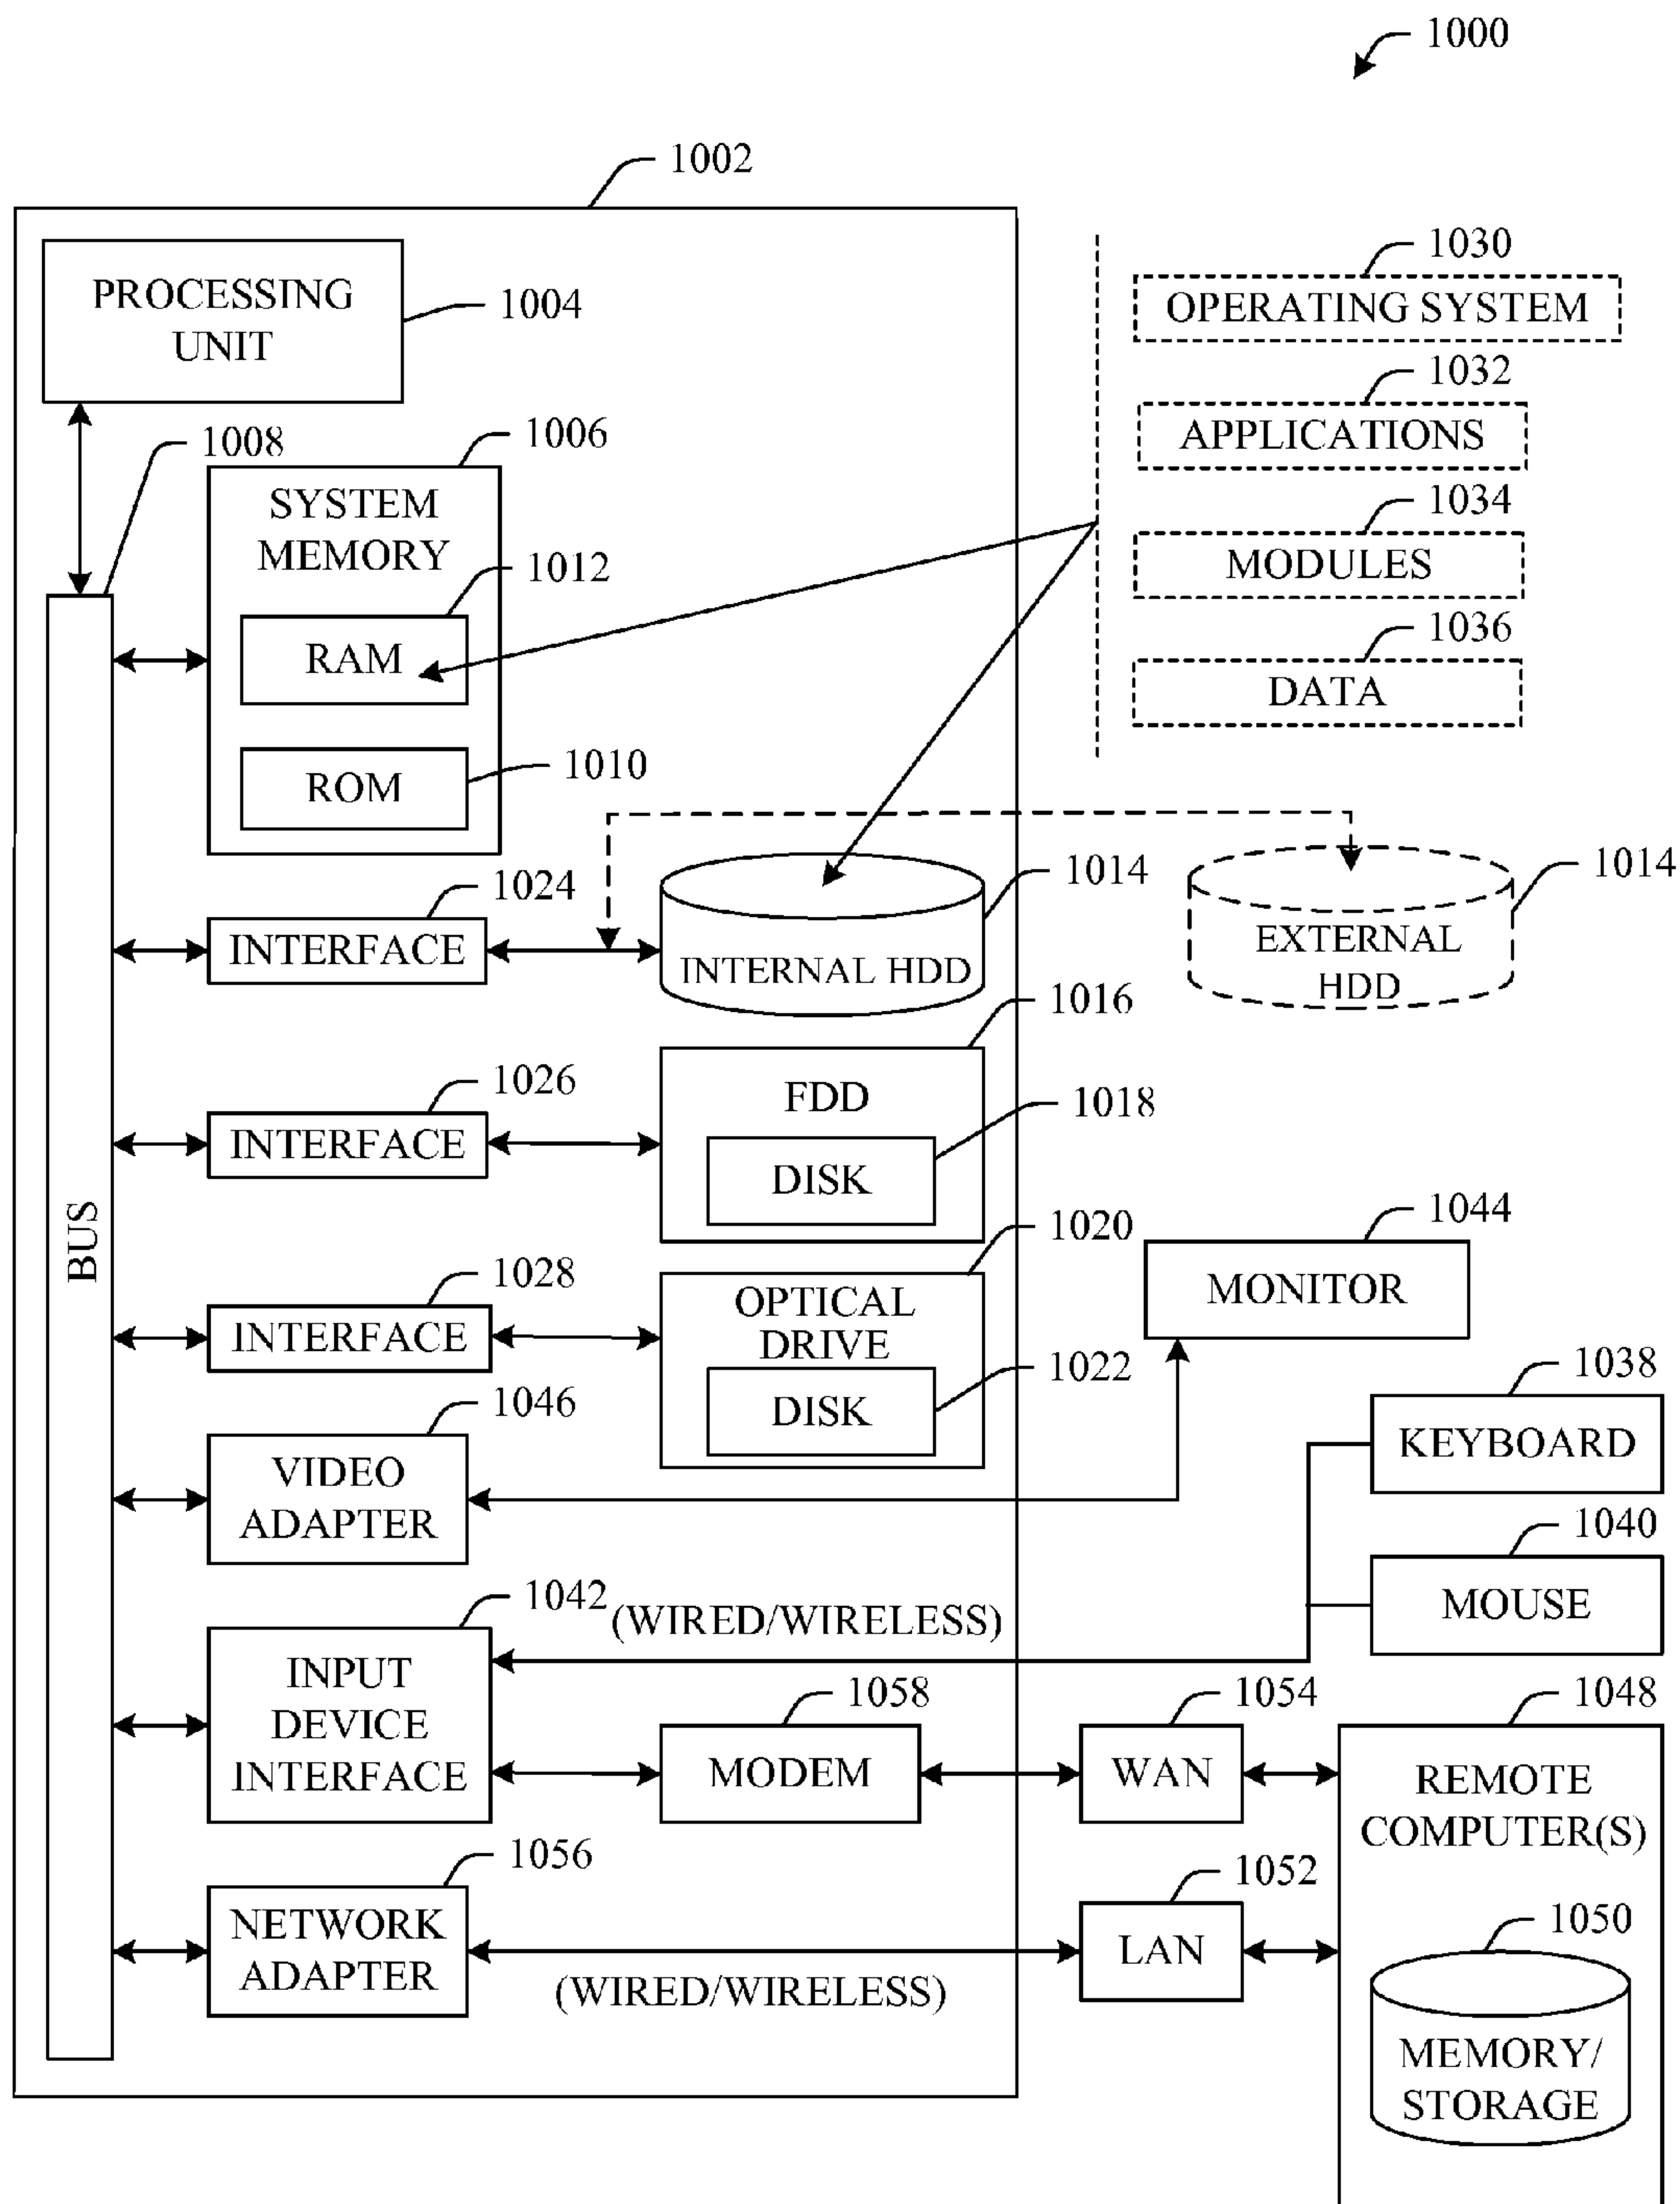 1000
1002
PROCESSING
UNIT
1004
1030
OPERATING SYSTEM
1032
APPLICATIONS
1034
MODULES
1036
DATA
1008
1006
SYSTEM
MEMORY
1012
RAM
1010
ROM
1024
INTERFACE
1014
INTERNAL HDD
1014
EXTERNAL
HDD
1026
INTERFACE
1016
FDD
1018
DISK
BUS
1028
INTERFACE
1020
OPTICAL
DRIVE
1022
DISK
1044
MONITOR
1046
VIDEO
ADAPTER
1038
KEYBOARD
1040
MOUSE
1042
(WIRED/WIRELESS)
INPUT
DEVICE
INTERFACE
1058
MODEM
1054
WAN
1048
REMOTE
COMPUTER(S)
1056
NETWORK
ADAPTER
(WIRED/WIRELESS)
1052
LAN
1050
MEMORY/
STORAGE